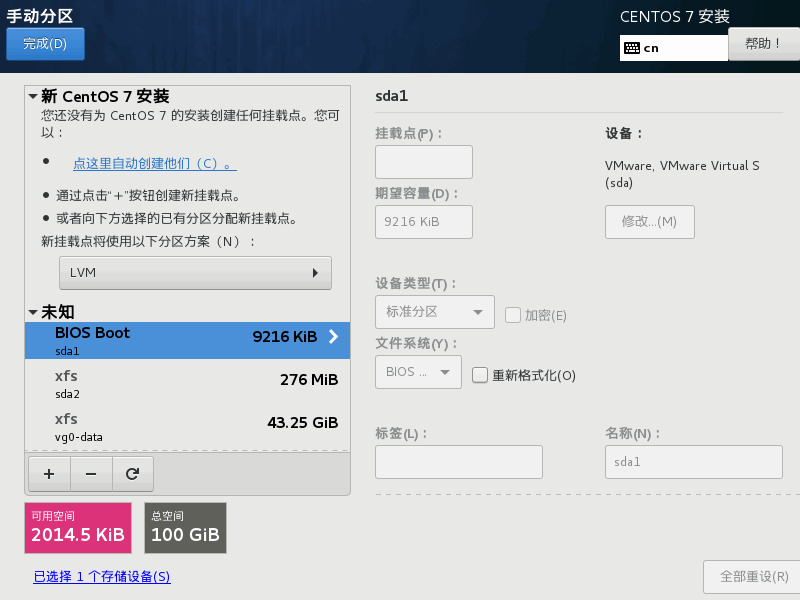 手动分区
CENTOS 7 安装
完成(D)
cn
帮助！
新 CentOS 7 安装
您还没有为 CentOS 7 的安装创建任何挂载点。您可
以：
点这里自动创建他们（C）。
通过点击“＋”按钮创建新挂载点。
或者向下方选择的已有分区分配新挂载点。
新挂载点将使用以下分区方案（N）：
LVM
未知
BIOS Boot
9216 KiB
sda1
xfs
276 MiB
sda2
xfs
43.25 GiB
vg0-data
+ −
可用空间
2014.5 KiB
总空间
100 GiB
已选择 1 个存储设备(S)
sda1
挂载点(P)：
设备：
VMware, VMware Virtual S
(sda)
期望容量(D)：
9216 KiB
修改...(M)
设备类型(T)：
标准分区
加密(E)
文件系统(Y)：
BIOS ...
重新格式化(O)
标签(L)：
名称(N)：
sda1
全部重设(R)